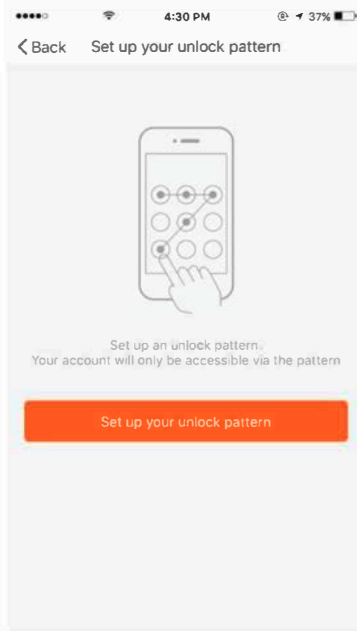 4:30 PM 37%
Back Set up your unlock pattern
Set up an unlock pattern.
Your account will only be accessible via the pattern
Set up your unlock pattern